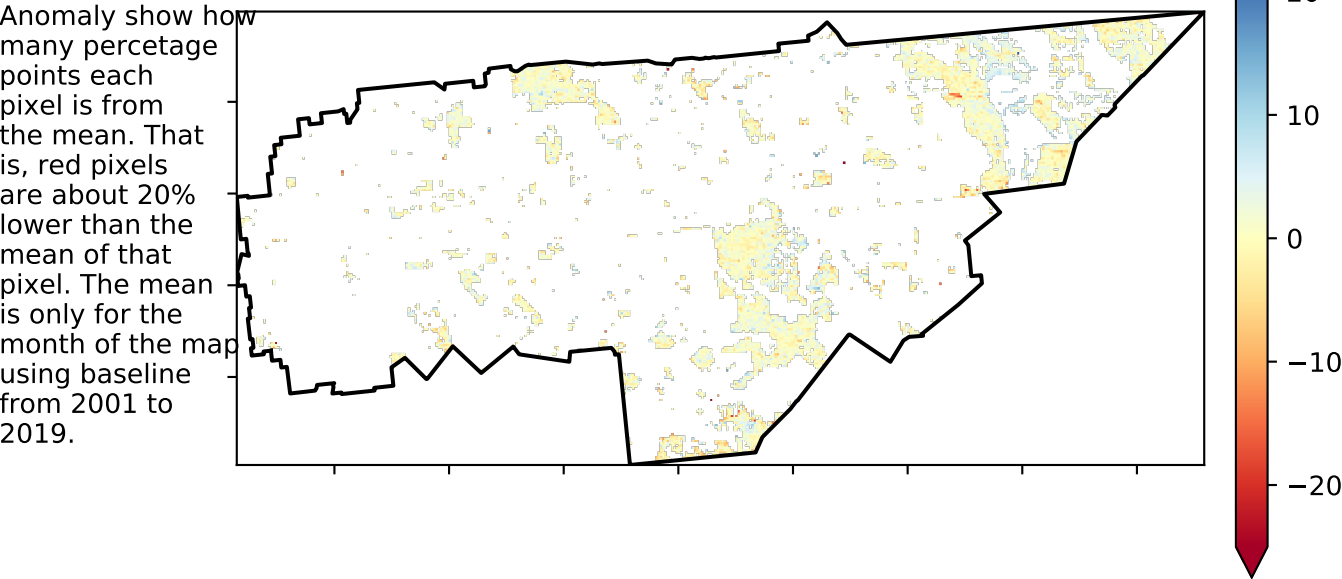 Anomaly show how
many percetage
points each
pixel is from
the mean. That
is, red pixels
are about 20%
lower than the
mean of that
pixel. The mean
is only for the
month of the map
using baseline
from 2001 to
2019.
10
0
−10
−20